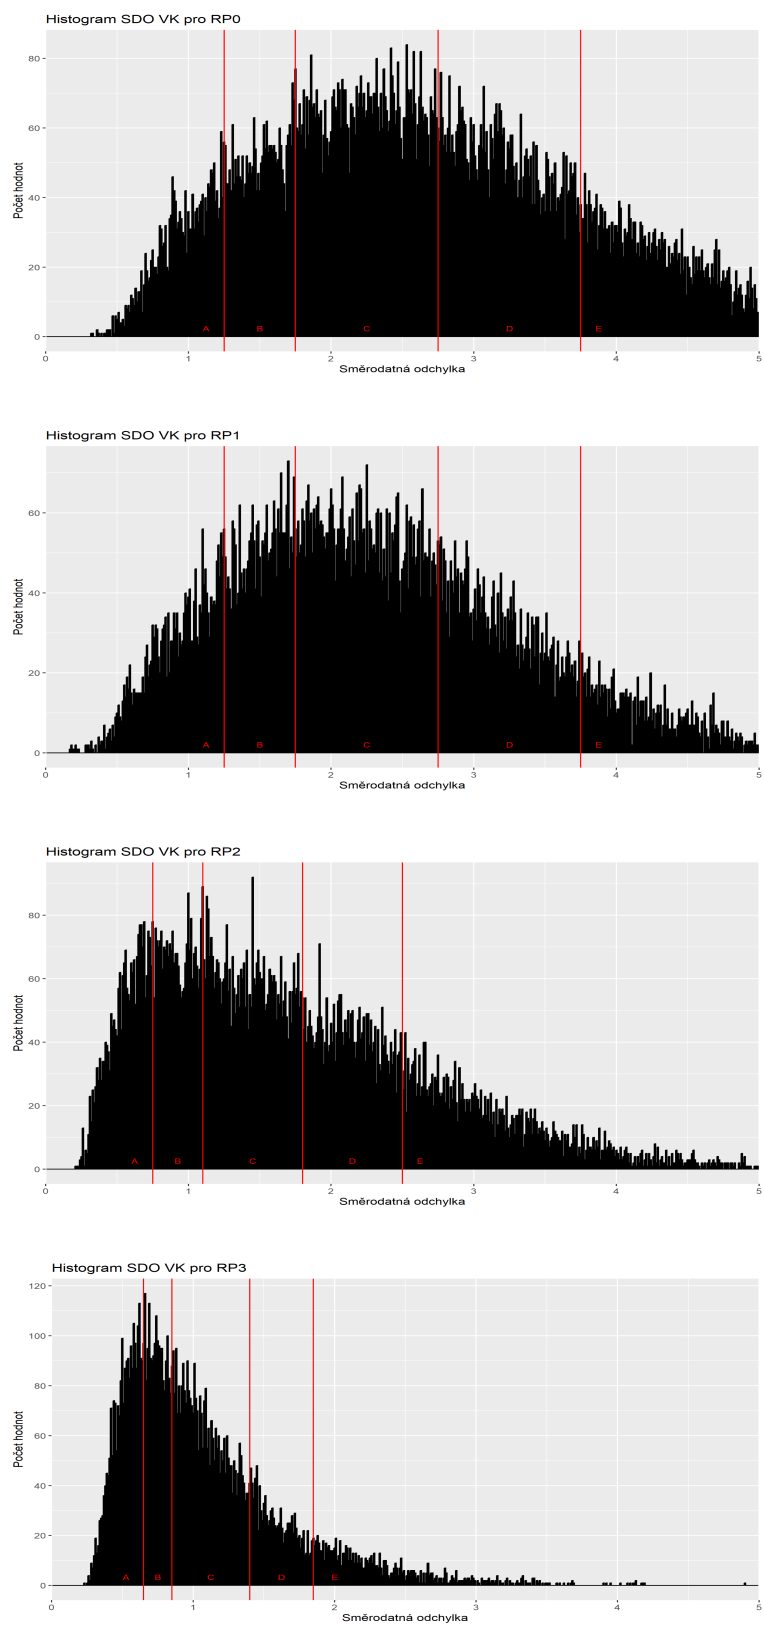 Histogram SDO VK pro RP0
Počet hodnot
80
60
40
20
0
A B C D E
0 1 2 3 4 5
Směrodatná odchylka
Histogram SDO VK pro RP1
Počet hodnot
60
40
20
0
A B C D E
0 1 2 3 4 5
Směrodatná odchylka
Histogram SDO VK pro RP2
Počet hodnot
80
60
40
20
0
A B C D E
0 1 2 3 4 5
Směrodatná odchylka
Histogram SDO VK pro RP3
Počet hodnot
120
100
80
60
40
20
0
A B C D E
0 1 2 3 4 5
Směrodatná odchylka